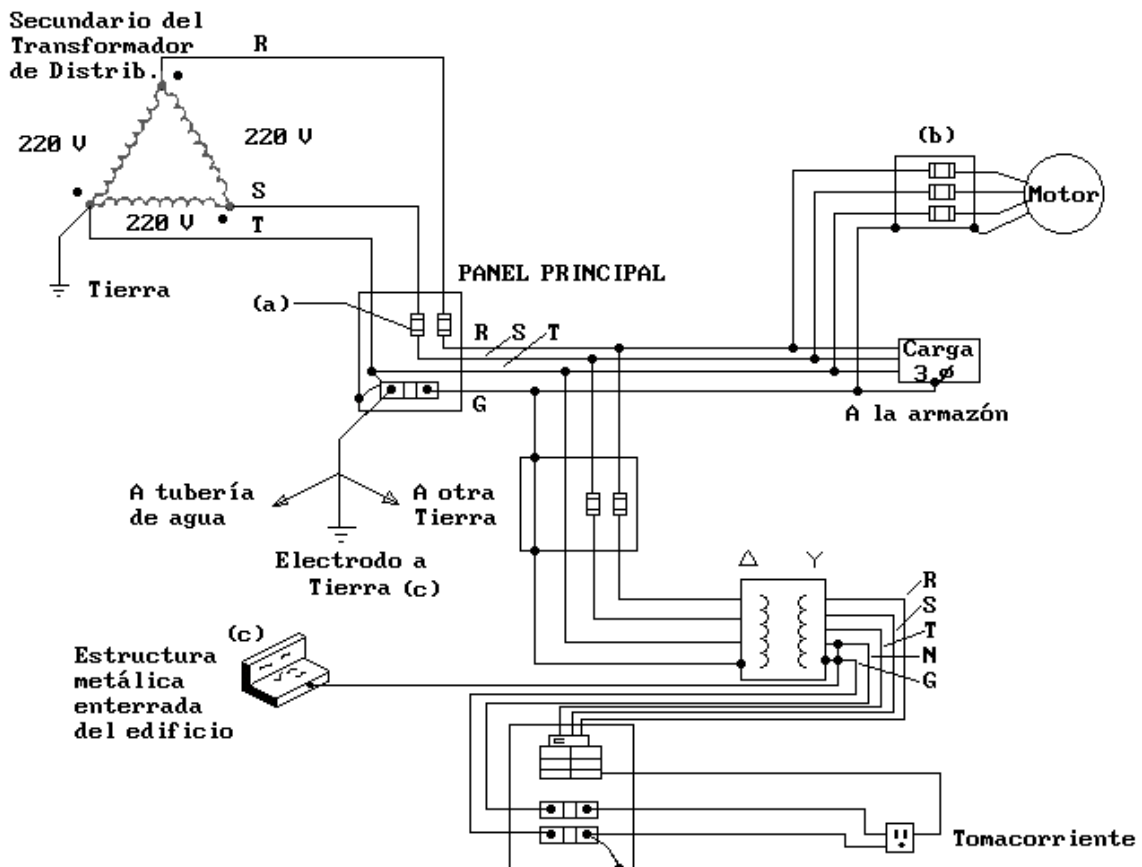 Secundario del
Transformador
de Distrib.
R
220 V
220 V
S
220 V
T
Tierra
(b)
Motor
PANEL PRINCIPAL
(a)
R S T
Carga
3 ø
G
A la armazón
A tubería
de agua
A otra
Tierra
Electrodo a
Tierra (c)
Δ Y
R
S
T
N
G
(c)
Estructura
metálica
enterrada
del edificio
Tomacorriente